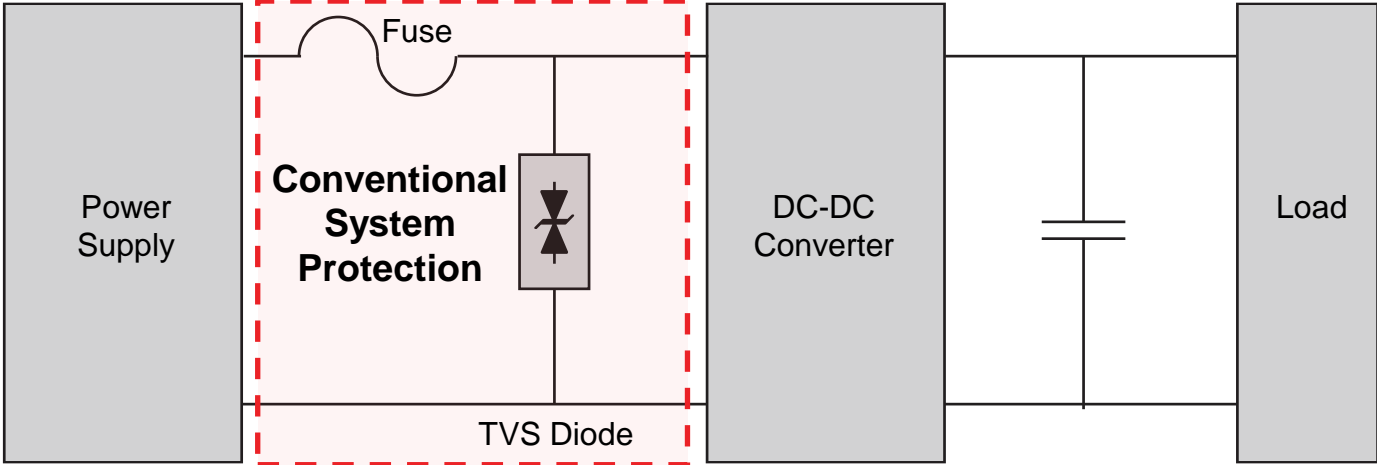 Fuse
Power
Supply
Conventional
System
Protection
TVS Diode
DC-DC
Converter
Load